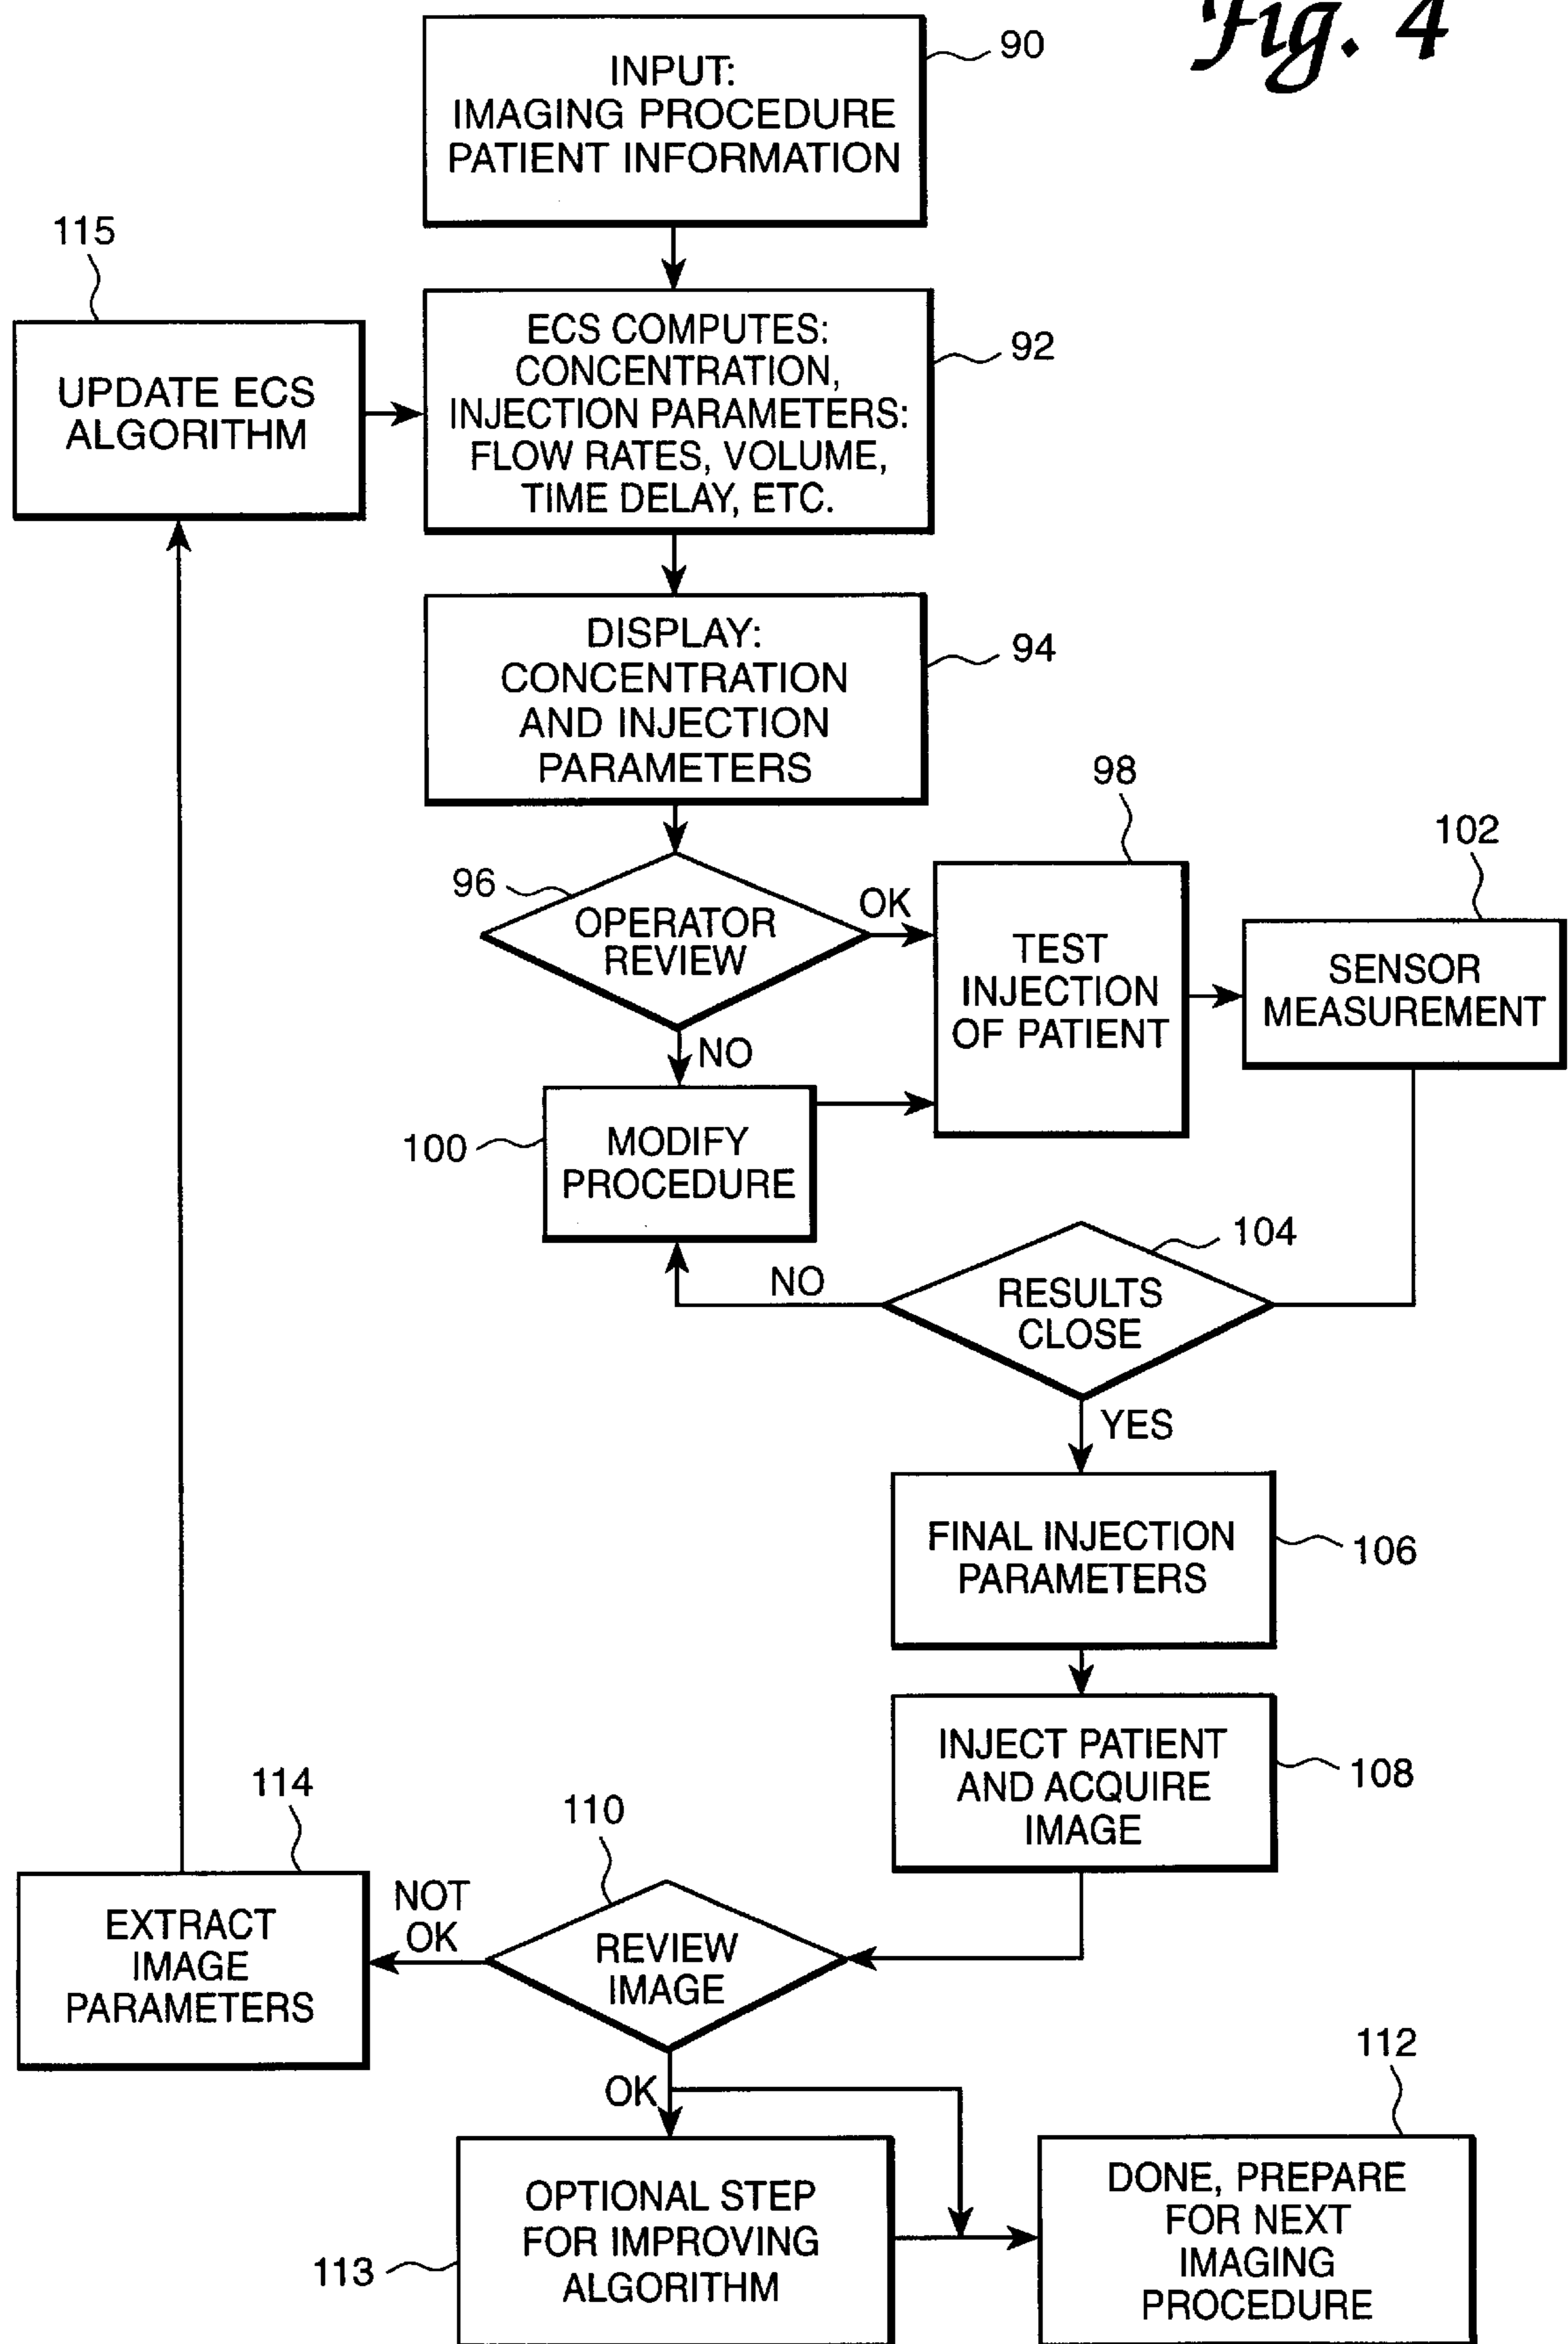 Fig. 4
90
INPUT:
IMAGING PROCEDURE
PATIENT INFORMATION
115
UPDATE ECS
ALGORITHM
92
ECS COMPUTES:
CONCENTRATION,
INJECTION PARAMETERS:
FLOW RATES, VOLUME,
TIME DELAY, ETC.
94
DISPLAY:
CONCENTRATION
AND INJECTION
PARAMETERS
96
OPERATOR
REVIEW
OK
NO
98
TEST
INJECTION
OF PATIENT
102
SENSOR
MEASUREMENT
100
MODIFY
PROCEDURE
104
RESULTS
CLOSE
NO
YES
106
FINAL INJECTION
PARAMETERS
108
INJECT PATIENT
AND ACQUIRE
IMAGE
110
REVIEW
IMAGE
NOT
OK
114
EXTRACT
IMAGE
PARAMETERS
OK
113
OPTIONAL STEP
FOR IMPROVING
ALGORITHM
112
DONE, PREPARE
FOR NEXT
IMAGING
PROCEDURE